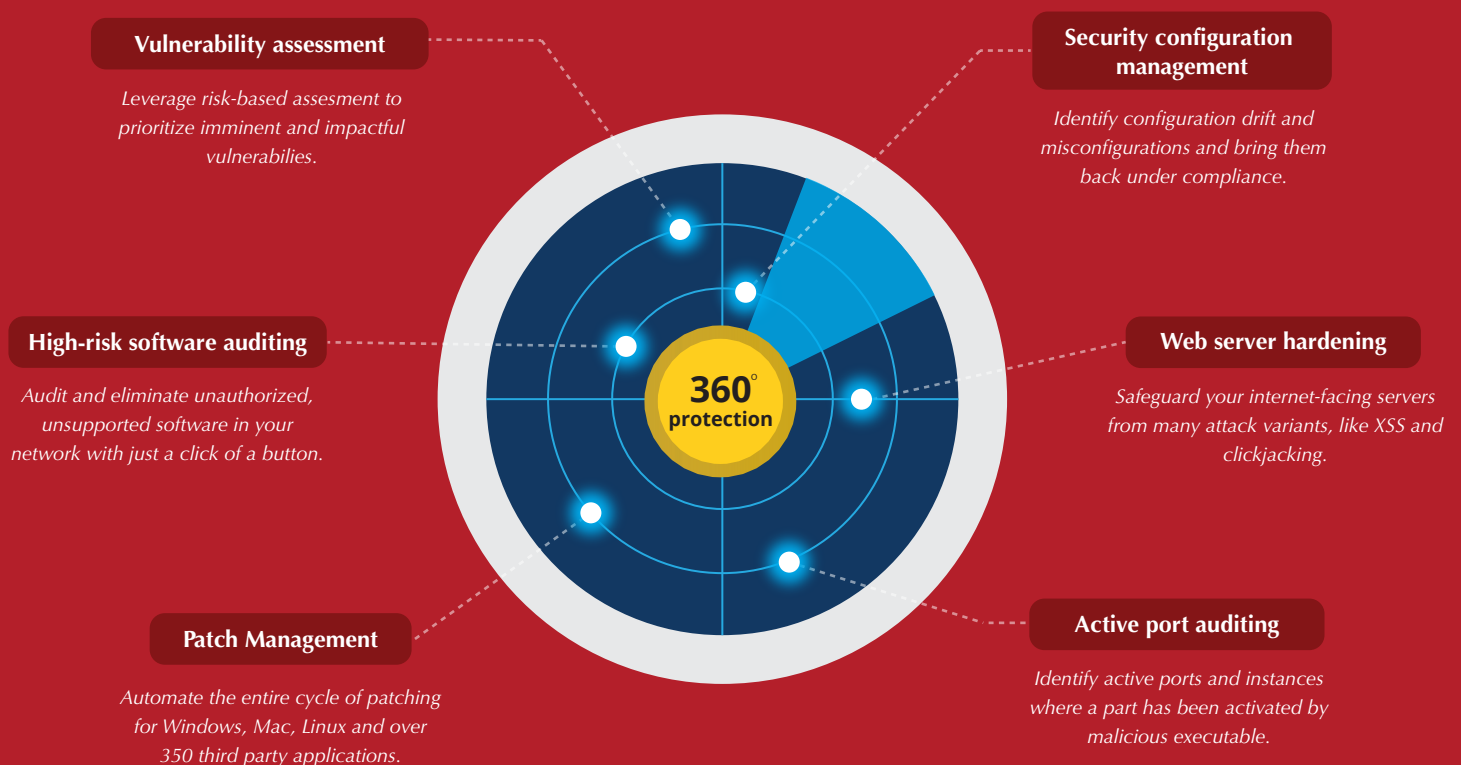 Vulnerability assessment
Leverage risk-based assesment to
prioritize imminent and impactful
vulnerabilies.
Security configuration
management
Identify configuration drift and
misconfigurations and bring them
back under compliance.
High-risk software auditing
Audit and eliminate unauthorized,
unsupported software in your
network with just a click of a button.
360°
protection
Web server hardening
Safeguard your internet-facing servers
from many attack variants, like XSS and
clickjacking.
Patch Management
Automate the entire cycle of patching
for Windows, Mac, Linux and over
350 third party applications.
Active port auditing
Identify active ports and instances
where a part has been activated by
malicious executable.